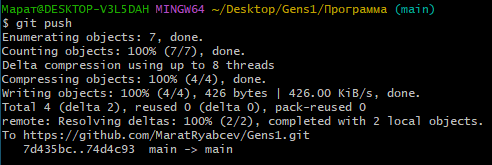 Марат@DESKTOP-V3L5DAH MINGW64 ~/Desktop/Gens1/Программа (main)
$ git push
Enumerating objects: 7, done.
Counting objects: 100% (7/7), done.
Delta compression using up to 8 threads
Compressing objects: 100% (4/4), done.
Writing objects: 100% (4/4), 426 bytes | 426.00 KiB/s, done.
Total 4 (delta 2), reused 0 (delta 0), pack-reused 0
remote: Resolving deltas: 100% (2/2), completed with 2 local objects.
To https://github.com/MaratRyabcev/Gens1.git
   7d435bc..74d4c93  main -> main